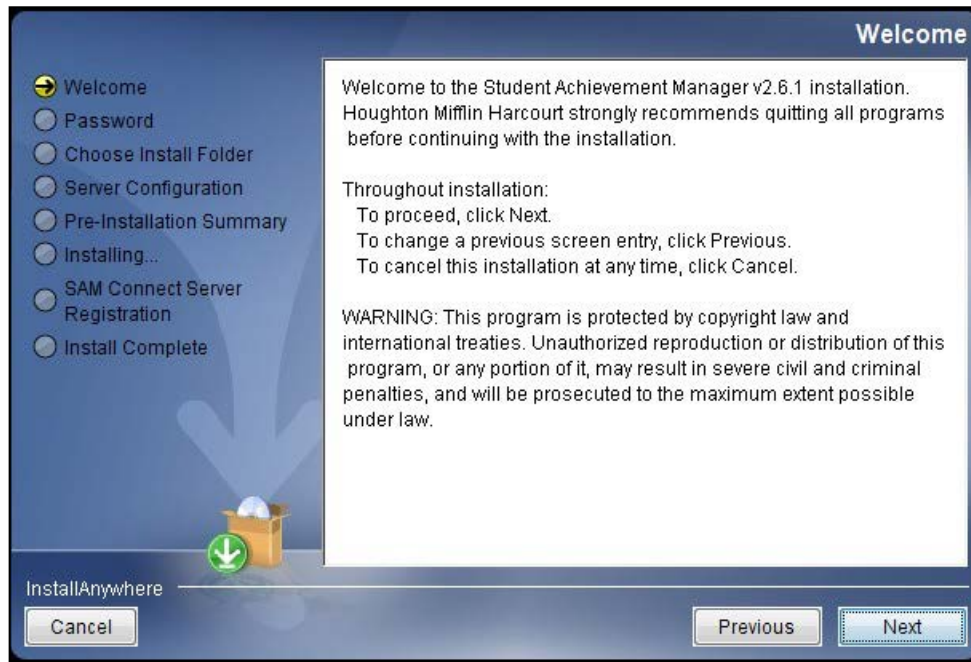 Welcome
Welcome
Password
Choose Install Folder
Server Configuration
Pre-Installation Summary
Installing...
SAM Connect Server
Registration
Install Complete
Welcome to the Student Achievement Manager v2.6.1 installation.
Houghton Mifflin Harcourt strongly recommends quitting all programs
before continuing with the installation.
Throughout installation:
To proceed, click Next.
To change a previous screen entry, click Previous.
To cancel this installation at any time, click Cancel.
WARNING: This program is protected by copyright law and
international treaties. Unauthorized reproduction or distribution of this
program, or any portion of it, may result in severe civil and criminal
penalties, and will be prosecuted to the maximum extent possible
under law.
InstallAnywhere
Cancel
Previous
Next